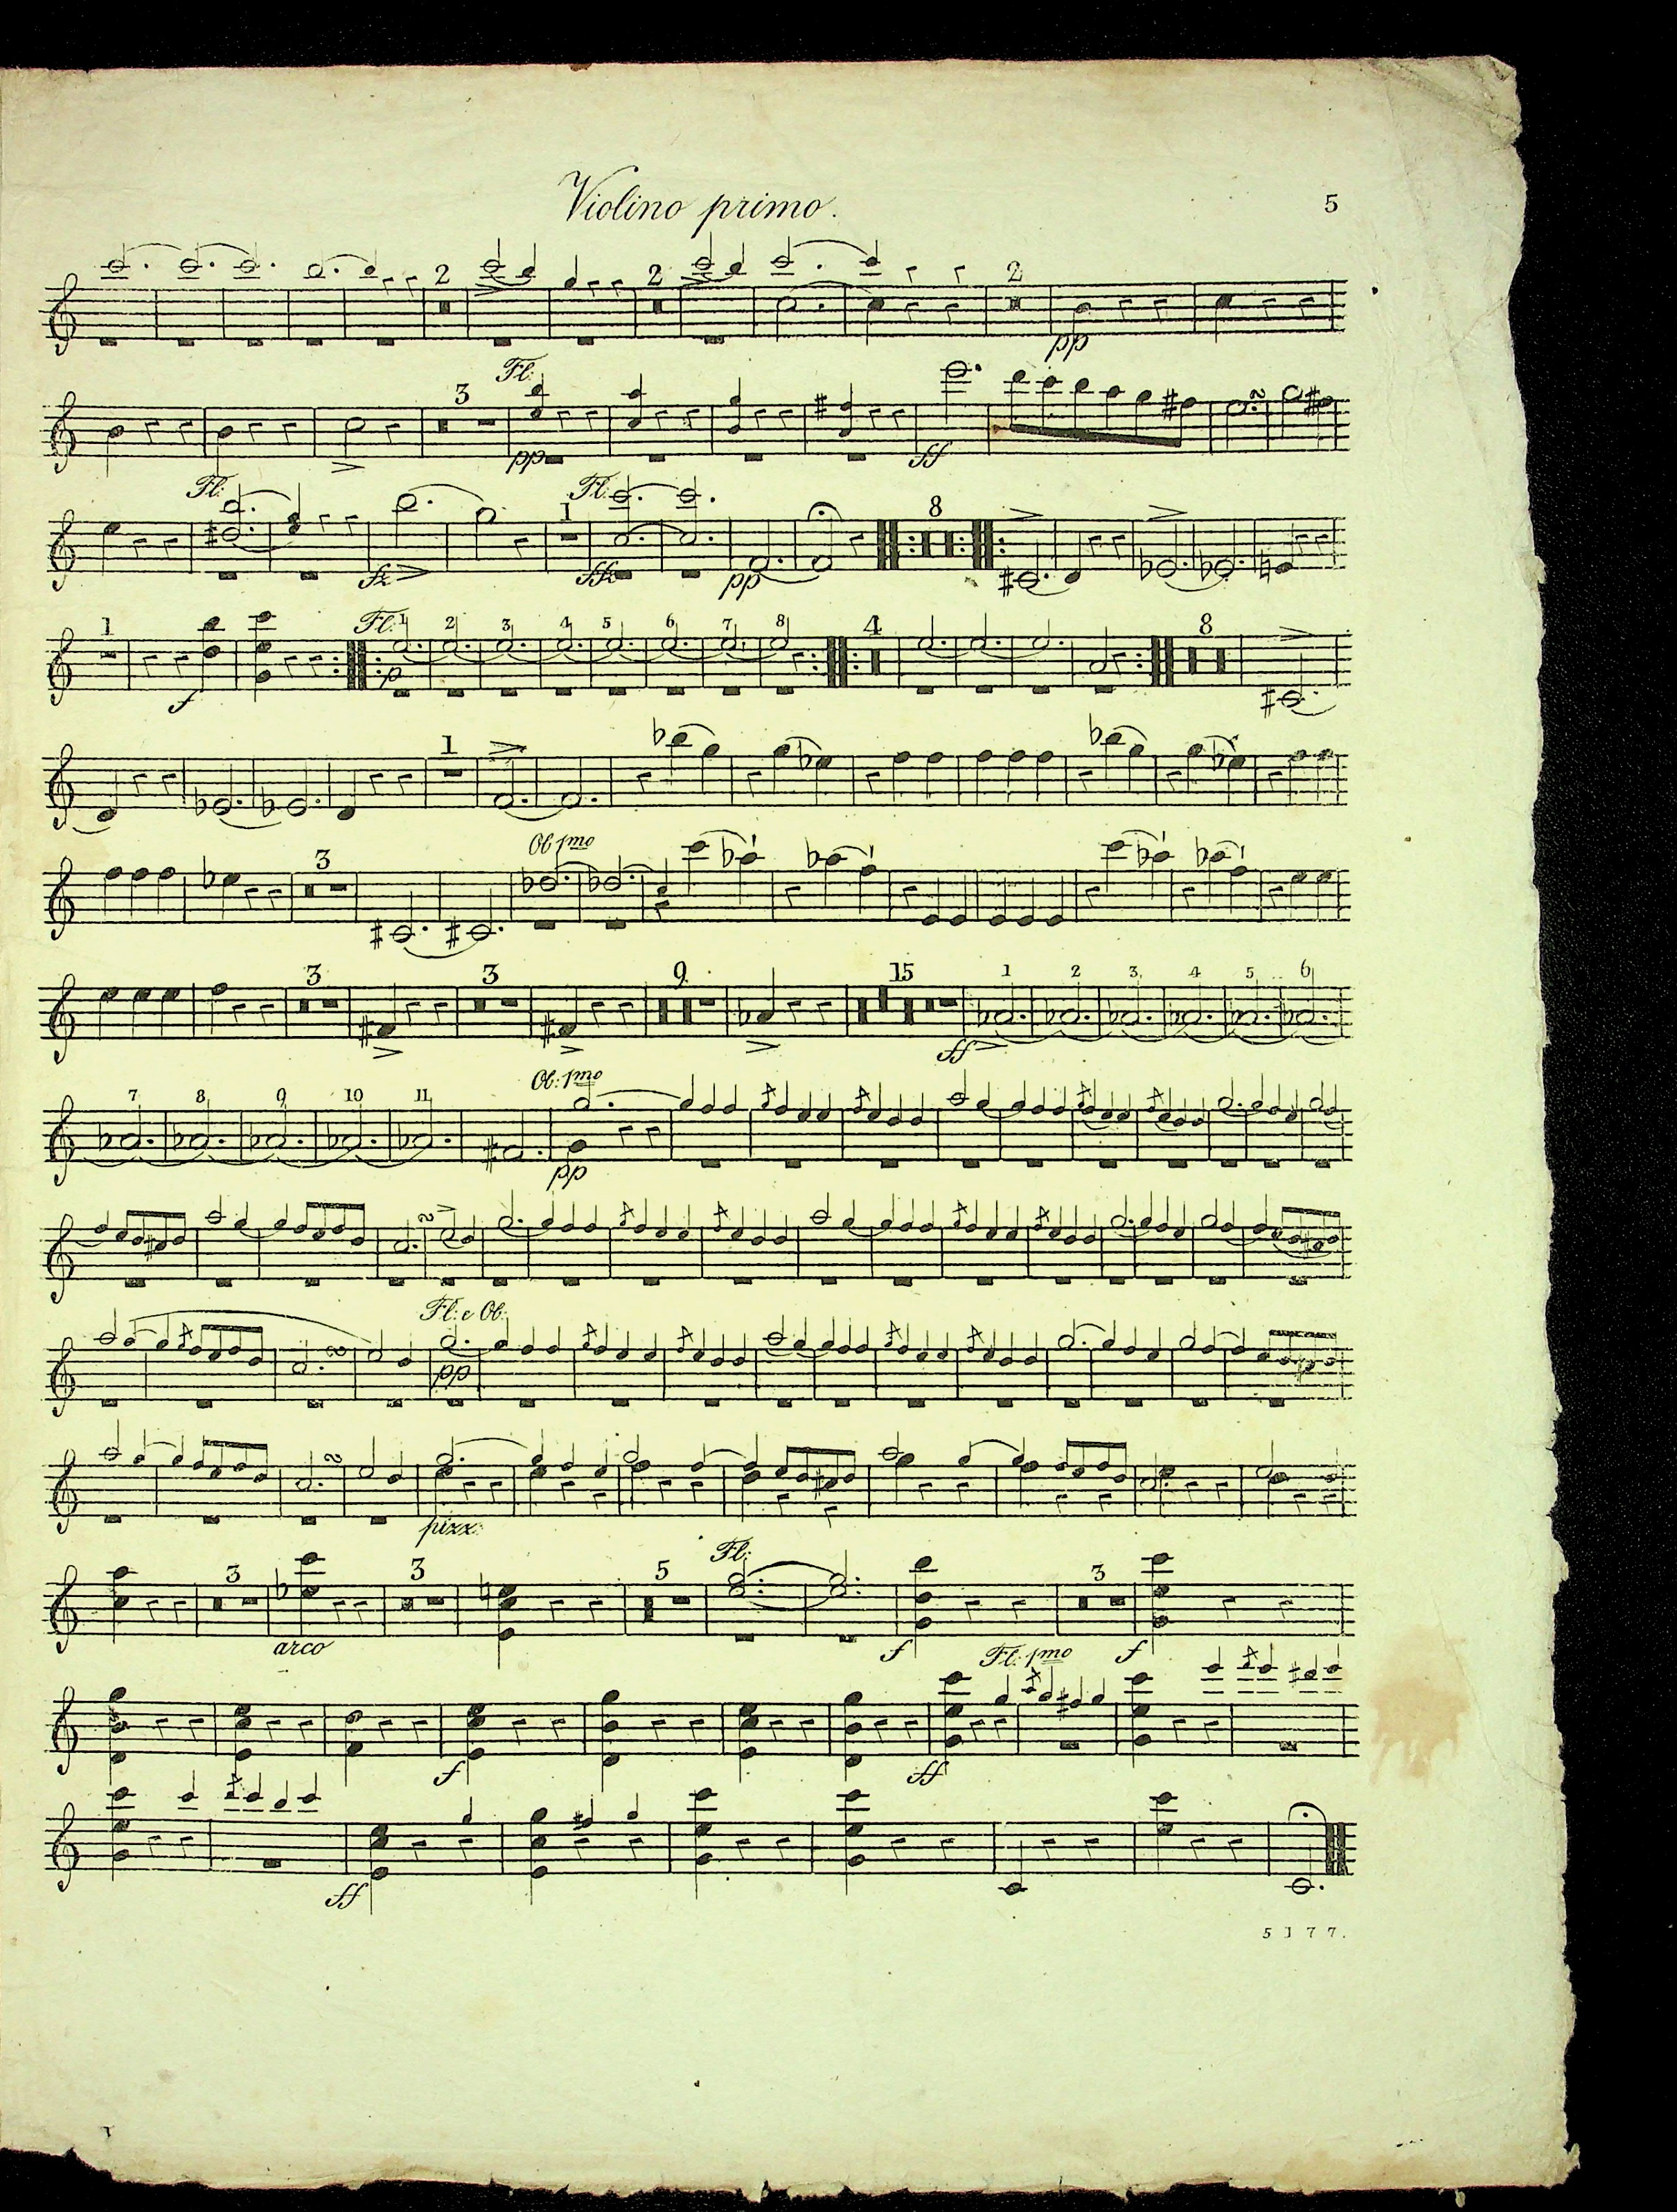 Violino primo. 5
2 2 2
pp
3 Fl:
pp ff
Fl: 1 Fl: 8
fz ffz pp
1 Fl: 1 2 3 4 5 6 7 8 4 8
f p
1
3 Ob 1mo
3 3 9 15 1 2 3 4 5 6
ff
7 8 9 10 11 Ob: 1mo
pp
Fl: e Ob:
pp
pizz:
3 3 5 Fl: 3
arco f f
Fl: 1mo
f ff
ff
5177.